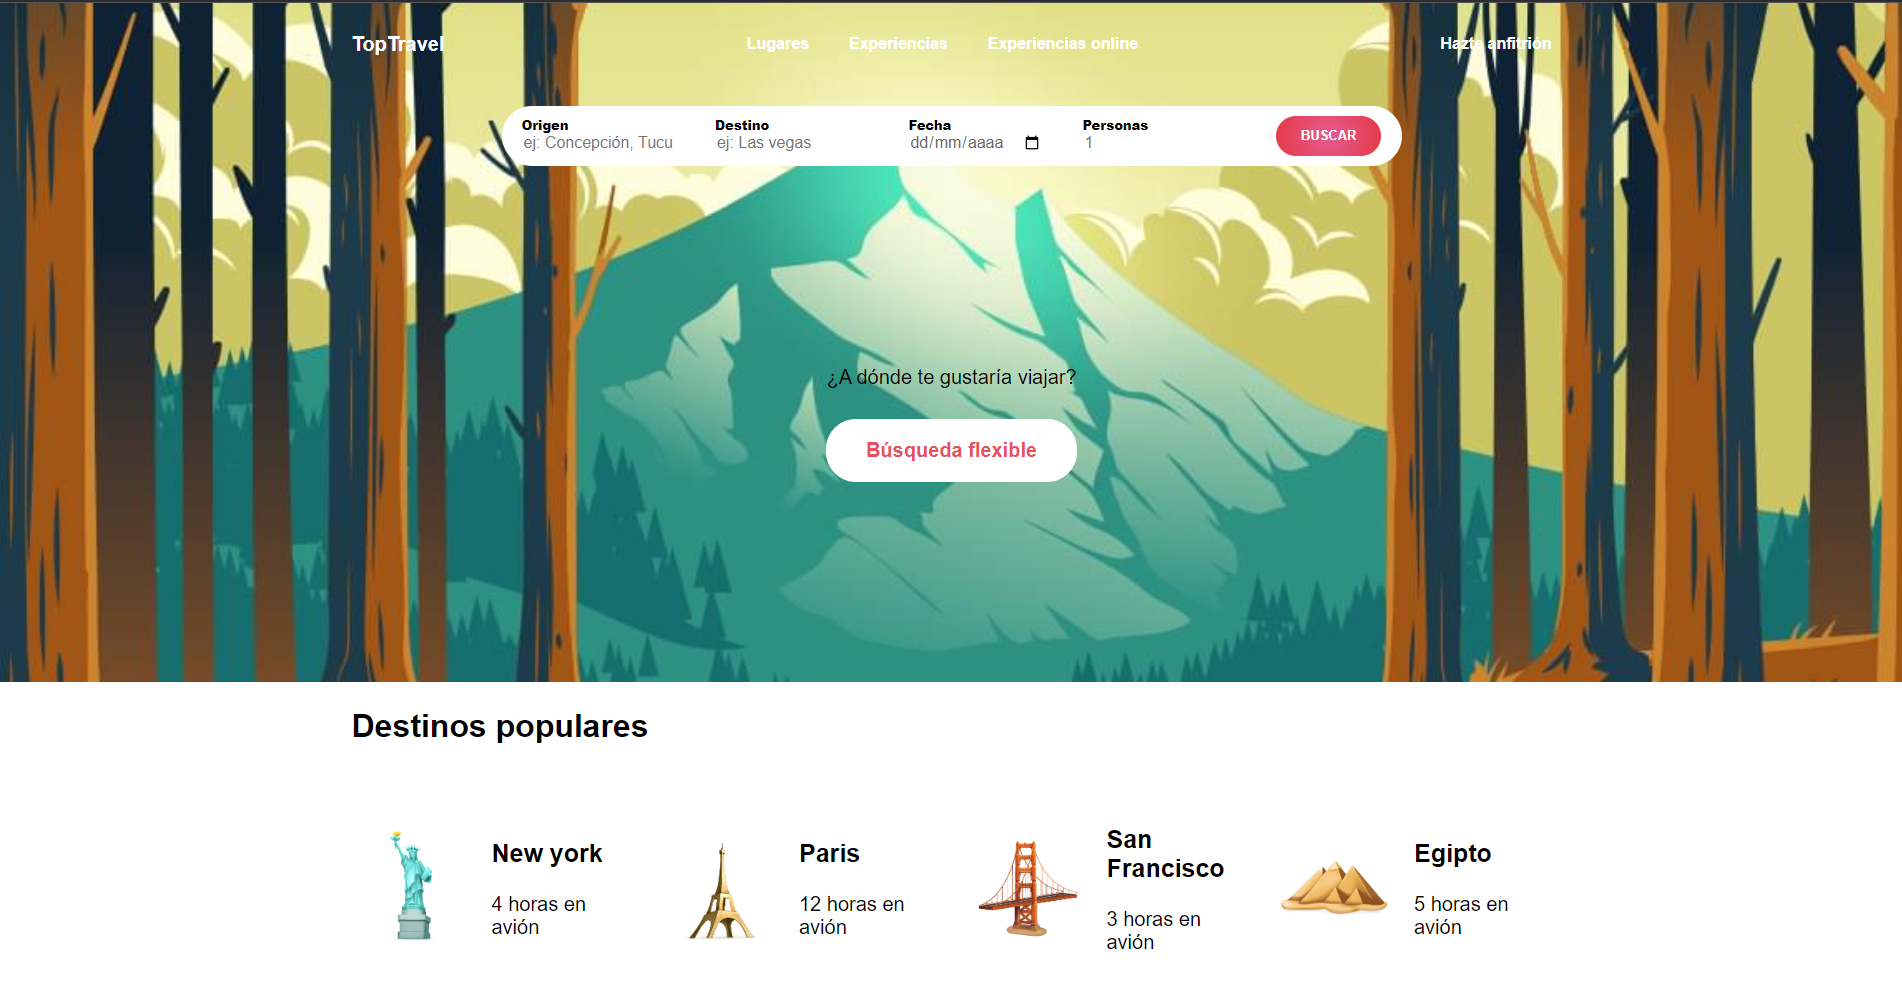 TopTravel
Lugares
Experiencias
Experiencias online
Hazte anfitrión
Origen
ej: Concepción, Tucu
Destino
ej: Las vegas
Fecha
dd/mm/aaaa
Personas
1
BUSCAR
¿A dónde te gustaría viajar?
Búsqueda flexible
Destinos populares
New york
4 horas en
avión
Paris
12 horas en
avión
San
Francisco
3 horas en
avión
Egipto
5 horas en
avión